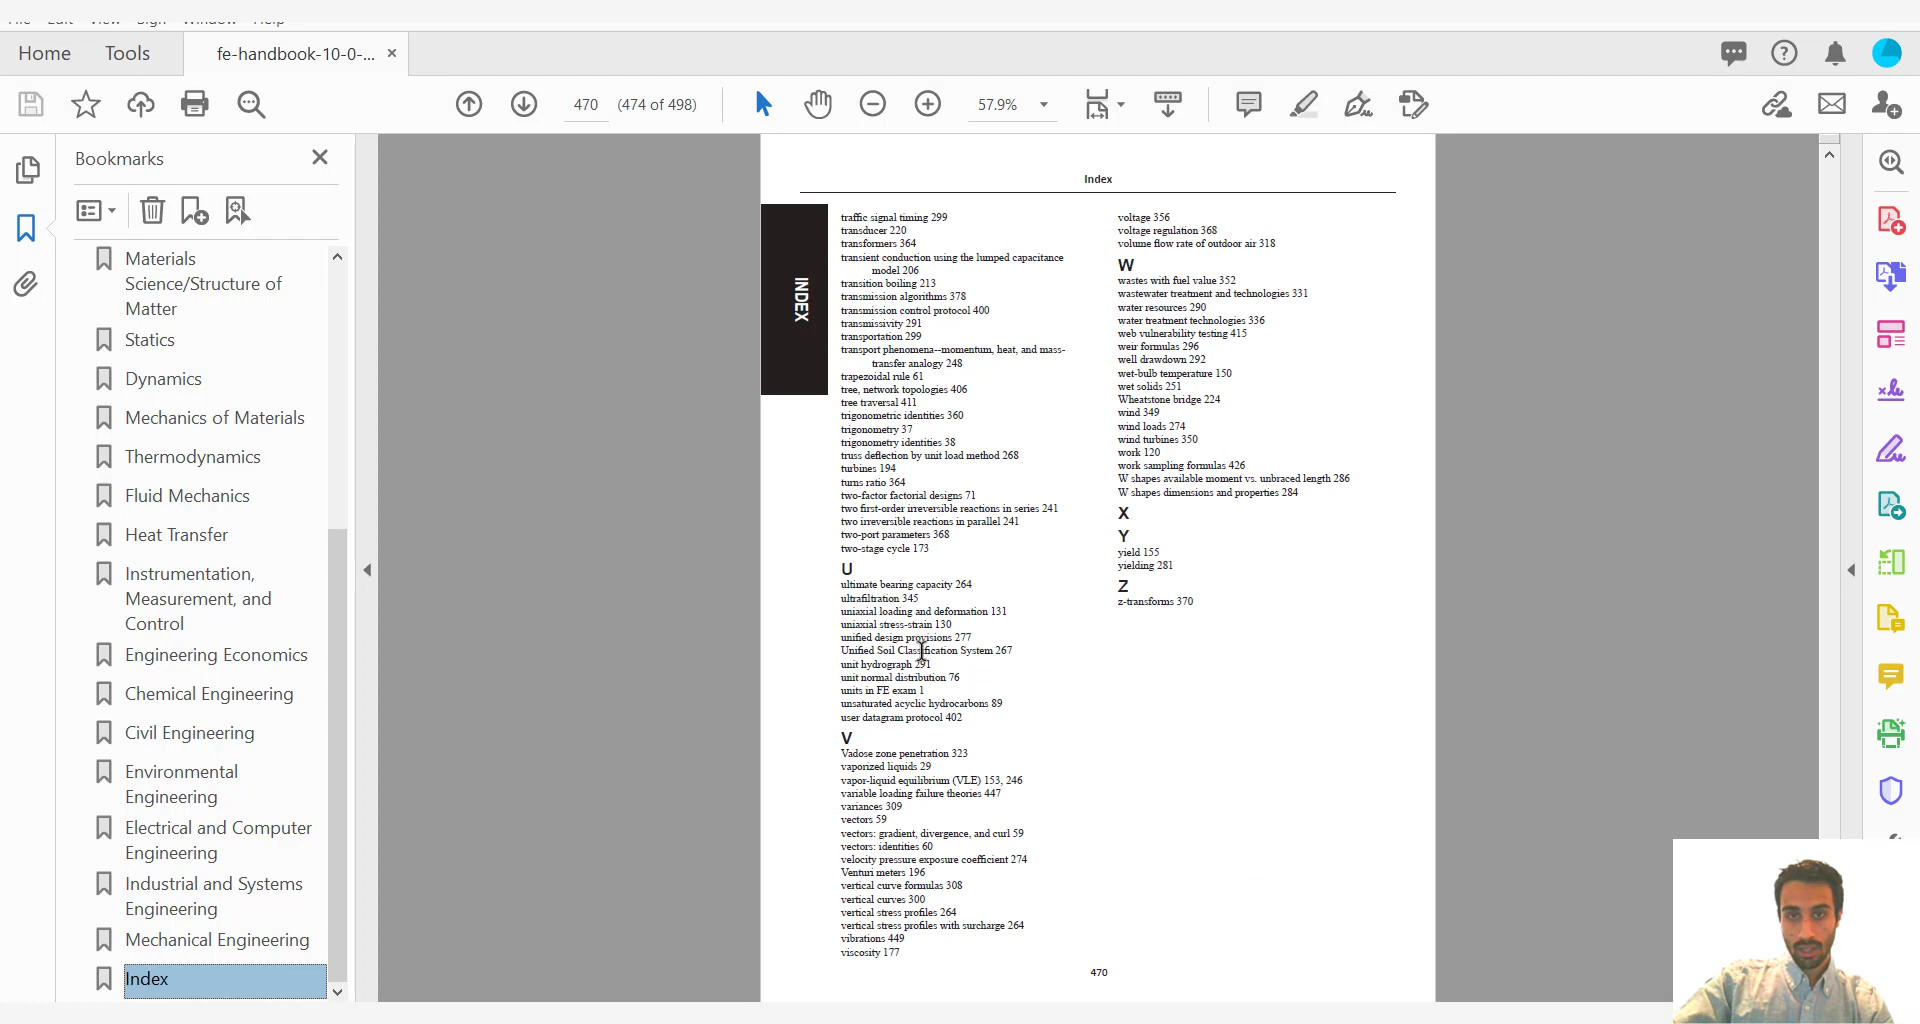 File Edit View Sign Window Help
Home Tools fe-handbook-10-0-...
470 (474 of 498) 57.9%
Bookmarks
Materials
Science/Structure of
Matter
Statics
Dynamics
Mechanics of Materials
Thermodynamics
Fluid Mechanics
Heat Transfer
Instrumentation,
Measurement, and
Control
Engineering Economics
Chemical Engineering
Civil Engineering
Environmental
Engineering
Electrical and Computer
Engineering
Industrial and Systems
Engineering
Mechanical Engineering
Index
Index
INDEX
traffic signal timing 299
transducer 220
transformers 364
transient conduction using the lumped capacitance
model 206
transition boiling 213
transmission algorithms 378
transmission control protocol 400
transmissivity 291
transportation 299
transport phenomena--momentum, heat, and mass-
transfer analogy 248
trapezoidal rule 61
tree, network topologies 406
tree traversal 411
trigonometric identities 360
trigonometry 37
trigonometry identities 38
truss deflection by unit load method 268
turbines 194
turns ratio 364
two-factor factorial designs 71
two first-order irreversible reactions in series 241
two irreversible reactions in parallel 241
two-port parameters 368
two-stage cycle 173
U
ultimate bearing capacity 264
ultrafiltration 345
uniaxial loading and deformation 131
uniaxial stress-strain 130
unified design provisions 277
Unified Soil Classification System 267
unit hydrograph 291
unit normal distribution 76
units in FE exam 1
unsaturated acyclic hydrocarbons 89
user datagram protocol 402
V
Vadose zone penetration 323
vaporized liquids 29
vapor-liquid equilibrium (VLE) 153, 246
variable loading failure theories 447
variances 309
vectors 59
vectors: gradient, divergence, and curl 59
vectors: identities 60
velocity pressure exposure coefficient 274
Venturi meters 196
vertical curve formulas 308
vertical curves 300
vertical stress profiles 264
vertical stress profiles with surcharge 264
vibrations 449
viscosity 177
voltage 356
voltage regulation 368
volume flow rate of outdoor air 318
W
wastes with fuel value 352
wastewater treatment and technologies 331
water resources 290
water treatment technologies 336
web vulnerability testing 415
weir formulas 296
well drawdown 292
wet-bulb temperature 150
wet solids 251
Wheatstone bridge 224
wind 349
wind loads 274
wind turbines 350
work 120
work sampling formulas 426
W shapes available moment vs. unbraced length 286
W shapes dimensions and properties 284
X
Y
yield 155
yielding 281
Z
z-transforms 370
470